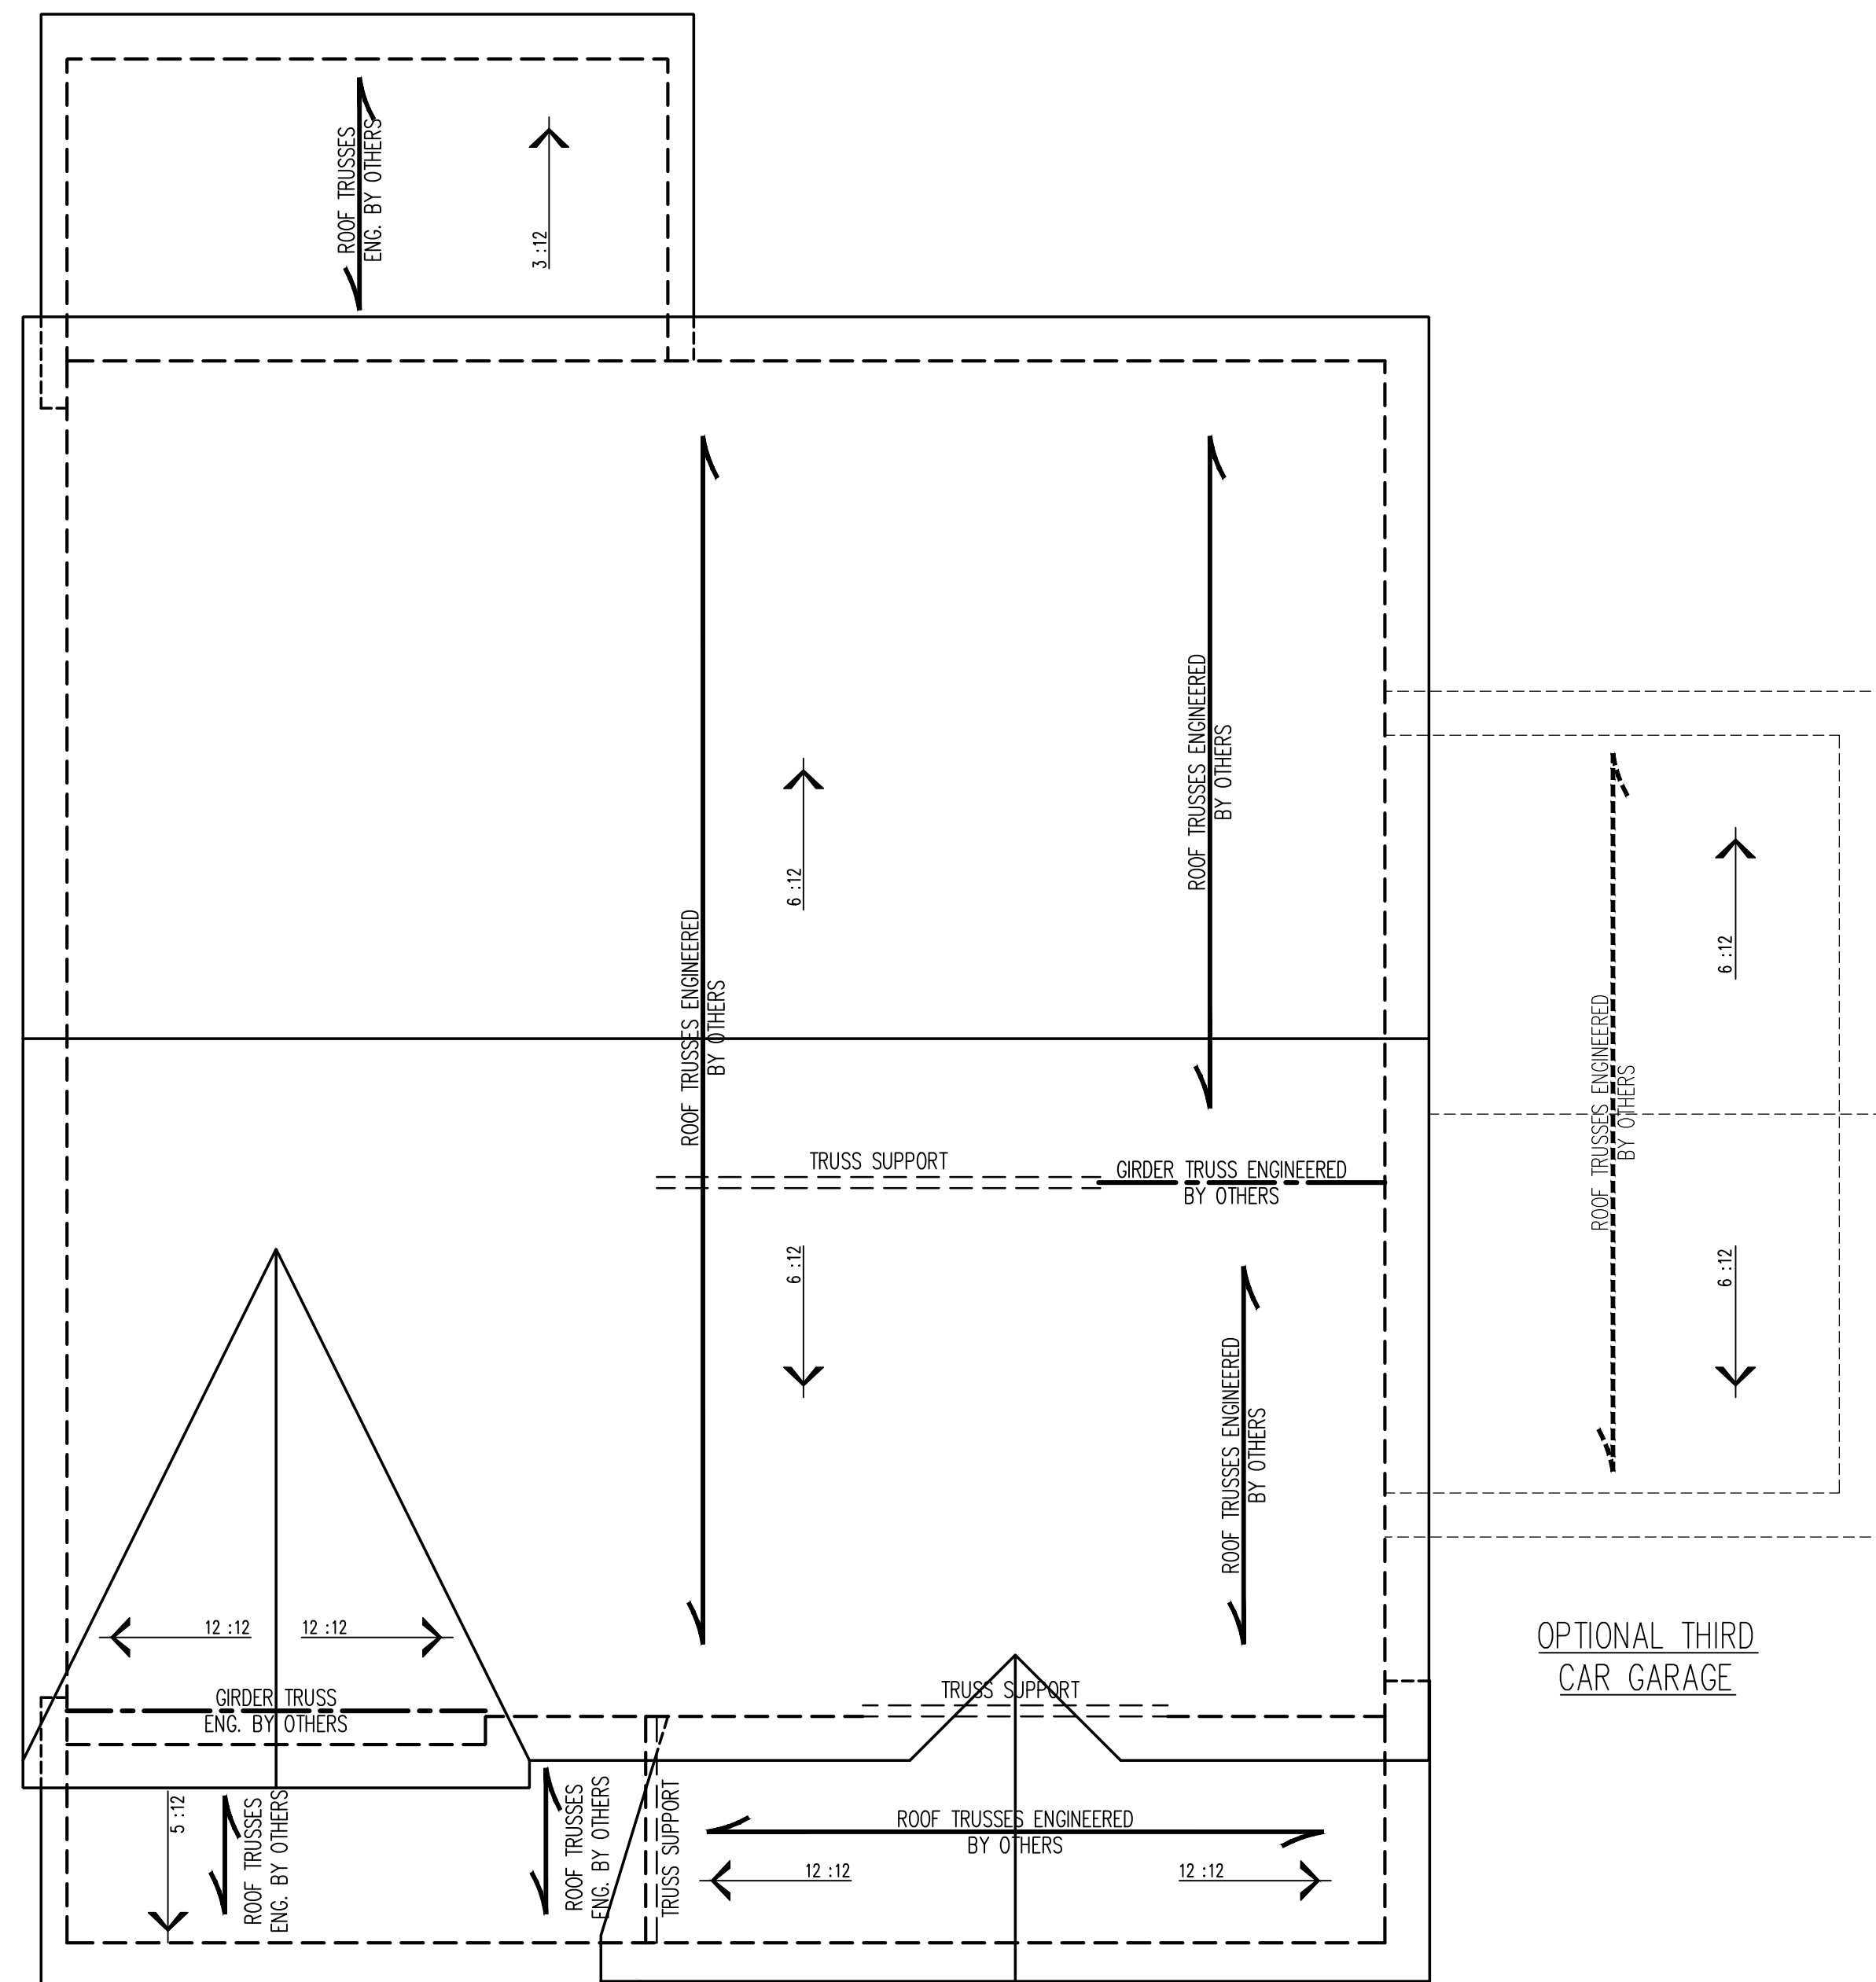 ROOF TRUSSES
ENG. BY OTHERS
3 :12
ROOF TRUSSES ENGINEERED
BY OTHERS
6 :12
ROOF TRUSSES ENGINEERED
BY OTHERS
6 :12
ROOF TRUSSES ENGINEERED
BY OTHERS
TRUSS SUPPORT
GIRDER TRUSS ENGINEERED
BY OTHERS
6 :12
6 :12
ROOF TRUSSES ENGINEERED
BY OTHERS
12 :12
12 :12
OPTIONAL THIRD
CAR GARAGE
GIRDER TRUSS
ENG. BY OTHERS
TRUSS SUPPORT
5 :12
ROOF TRUSSES
ENG. BY OTHERS
ROOF TRUSSES
ENG. BY OTHERS
TRUSS SUPPORT
ROOF TRUSSES ENGINEERED
BY OTHERS
12 :12
12 :12